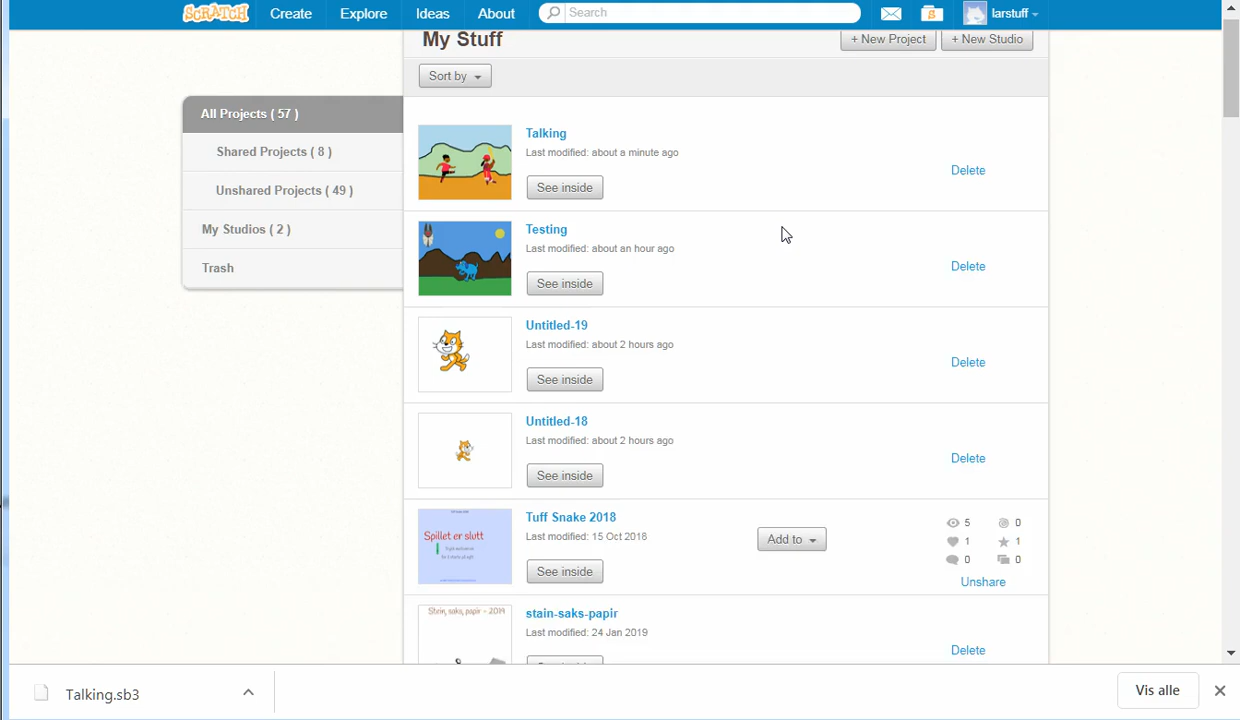 SCRATCH Create Explore Ideas About Search larstuff
My Stuff + New Project + New Studio
Sort by
All Projects ( 57 )
Shared Projects ( 8 )
Unshared Projects ( 49 )
My Studios ( 2 )
Trash
Talking
Last modified: about a minute ago
See inside
Delete
Testing
Last modified: about an hour ago
See inside
Delete
Untitled-19
Last modified: about 2 hours ago
See inside
Delete
Untitled-18
Last modified: about 2 hours ago
See inside
Delete
Spillet er slutt
Tuff Snake 2018
Last modified: 15 Oct 2018
See inside
Add to
5 0
1 1
0 0
Unshare
Stein, saks, papir - 2019
stain-saks-papir
Last modified: 24 Jan 2019
Delete
Talking.sb3
Vis alle